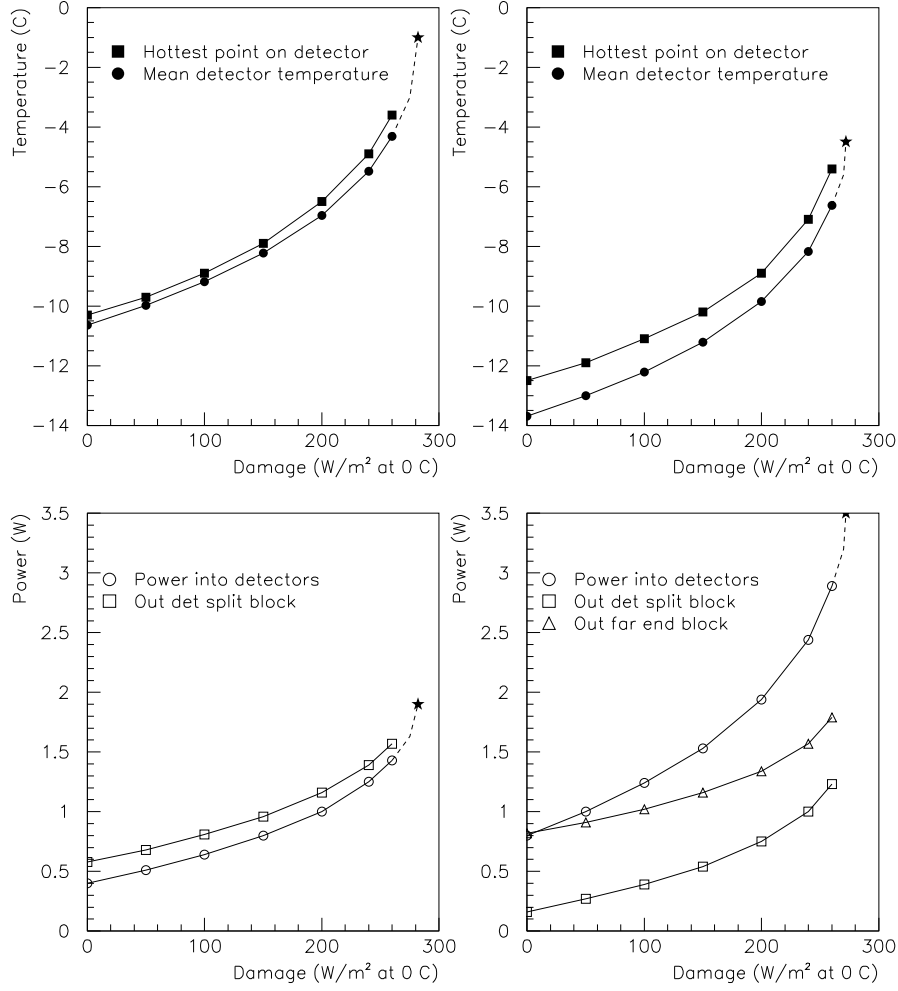 Temperature (C)
0
−2
−4
−6
−8
−10
−12
−14
Hottest point on detector
Mean detector temperature
0
100
200
300
Damage (W/m² at 0 C)
Temperature (C)
0
−2
−4
−6
−8
−10
−12
−14
Hottest point on detector
Mean detector temperature
0
100
200
300
Damage (W/m² at 0 C)
Power (W)
3.5
3
2.5
2
1.5
1
0.5
0
Power into detectors
Out det split block
0
100
200
300
Damage (W/m² at 0 C)
Power (W)
3.5
3
2.5
2
1.5
1
0.5
0
Power into detectors
Out det split block
Out far end block
0
100
200
300
Damage (W/m² at 0 C)